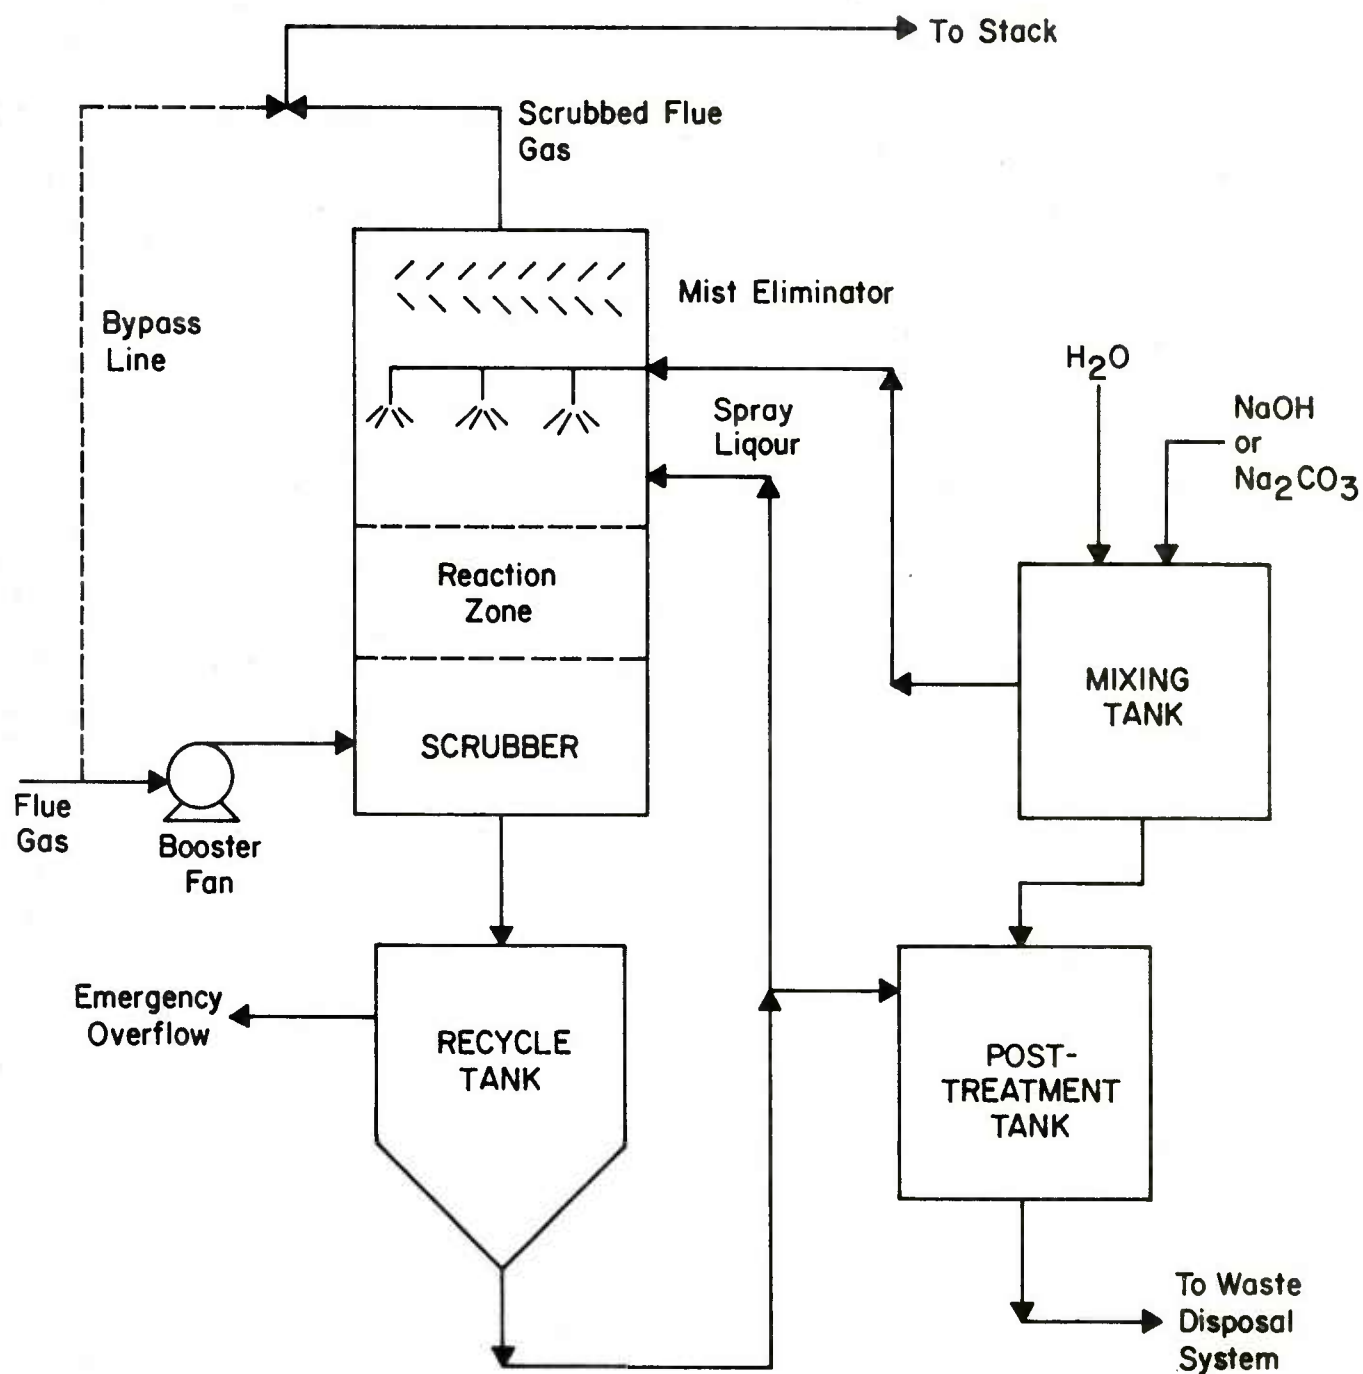 To Stack
Scrubbed Flue
Gas
Mist Eliminator
Bypass
Line
H2O
NaOH
or
Na2CO3
Spray
Liqour
Reaction
Zone
MIXING
TANK
SCRUBBER
Flue
Gas
Booster
Fan
Emergency
Overflow
RECYCLE
TANK
POST-
TREATMENT
TANK
To Waste
Disposal
System